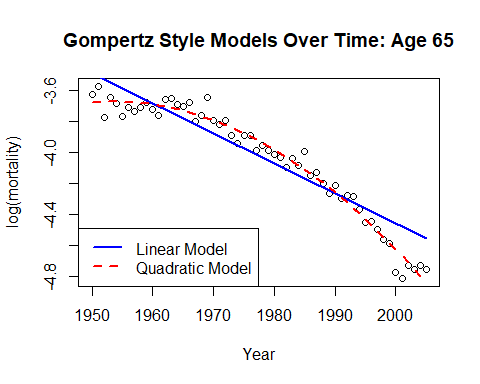 Gompertz Style Models Over Time: Age 65
log(mortality)
-3.6
-4.0
-4.4
-4.8
Linear Model
Quadratic Model
1950 1960 1970 1980 1990 2000
Year